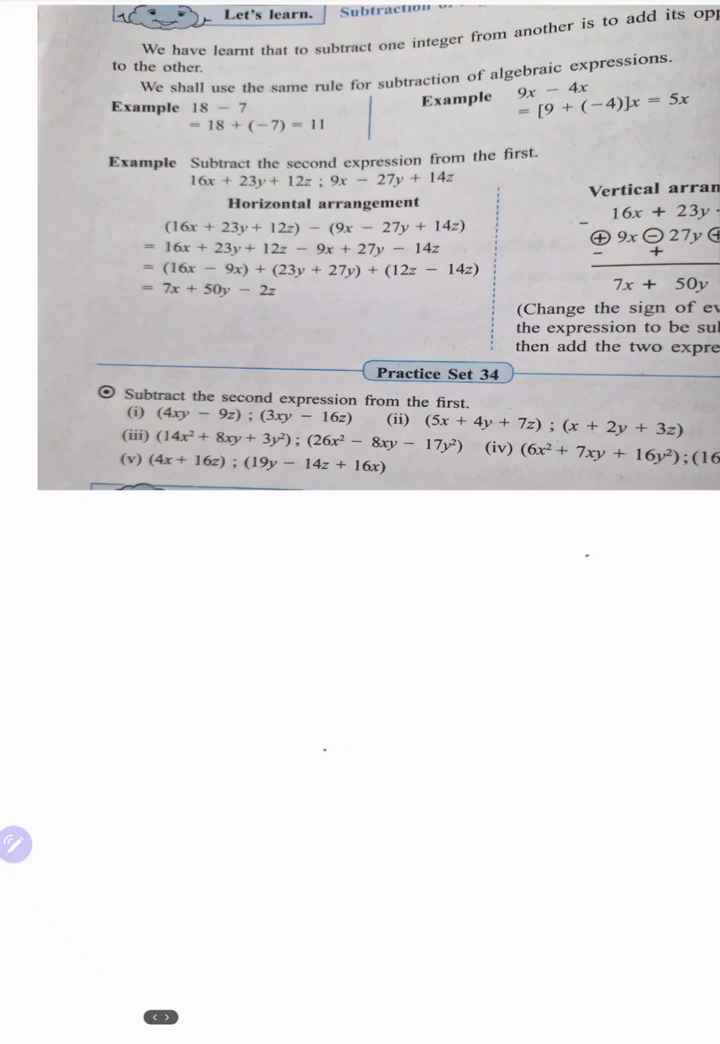 Let's learn. Subtraction
We have learnt that to subtract one integer from another is to add its opp
to the other.
We shall use the same rule for subtraction of algebraic expressions.
Example 18 − 7
= 18 + (−7) = 11
Example 9x − 4x
= [9 + (−4)]x = 5x
Example Subtract the second expression from the first.
16x + 23y + 12z ; 9x − 27y + 14z
Horizontal arrangement
(16x + 23y + 12z) − (9x − 27y + 14z)
= 16x + 23y + 12z − 9x + 27y − 14z
= (16x − 9x) + (23y + 27y) + (12z − 14z)
= 7x + 50y − 2z
Vertical arran
16x + 23y
−
⊕ 9x ⊖ 27y ⊕
− +
7x + 50y
(Change the sign of ev
the expression to be sub
then add the two expre
Practice Set 34
Subtract the second expression from the first.
(i) (4xy − 9z) ; (3xy − 16z) (ii) (5x + 4y + 7z) ; (x + 2y + 3z)
(iii) (14x² + 8xy + 3y²) ; (26x² − 8xy − 17y²) (iv) (6x² + 7xy + 16y²) ; (16
(v) (4x + 16z) ; (19y − 14z + 16x)